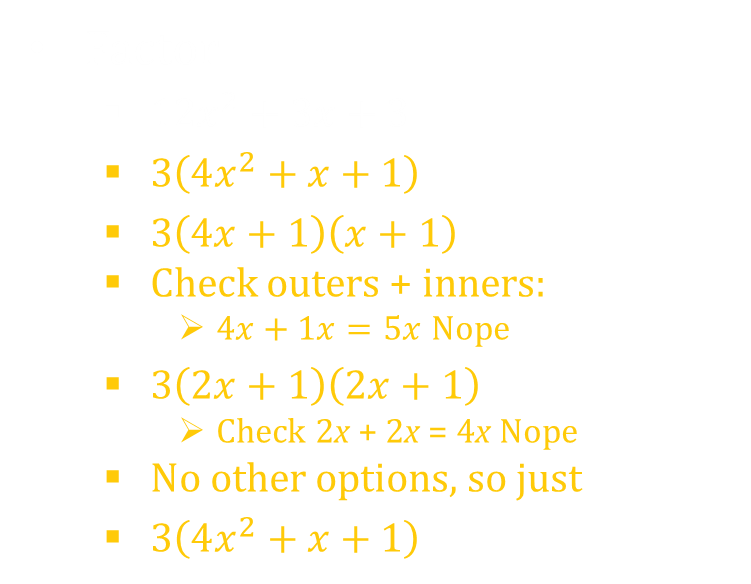 ▪ 3(4x² + x + 1)
▪ 3(4x + 1)(x + 1)
▪ Check outers + inners:
➢ 4x + 1x = 5x Nope
▪ 3(2x + 1)(2x + 1)
➢ Check 2x + 2x = 4x Nope
▪ No other options, so just
▪ 3(4x² + x + 1)